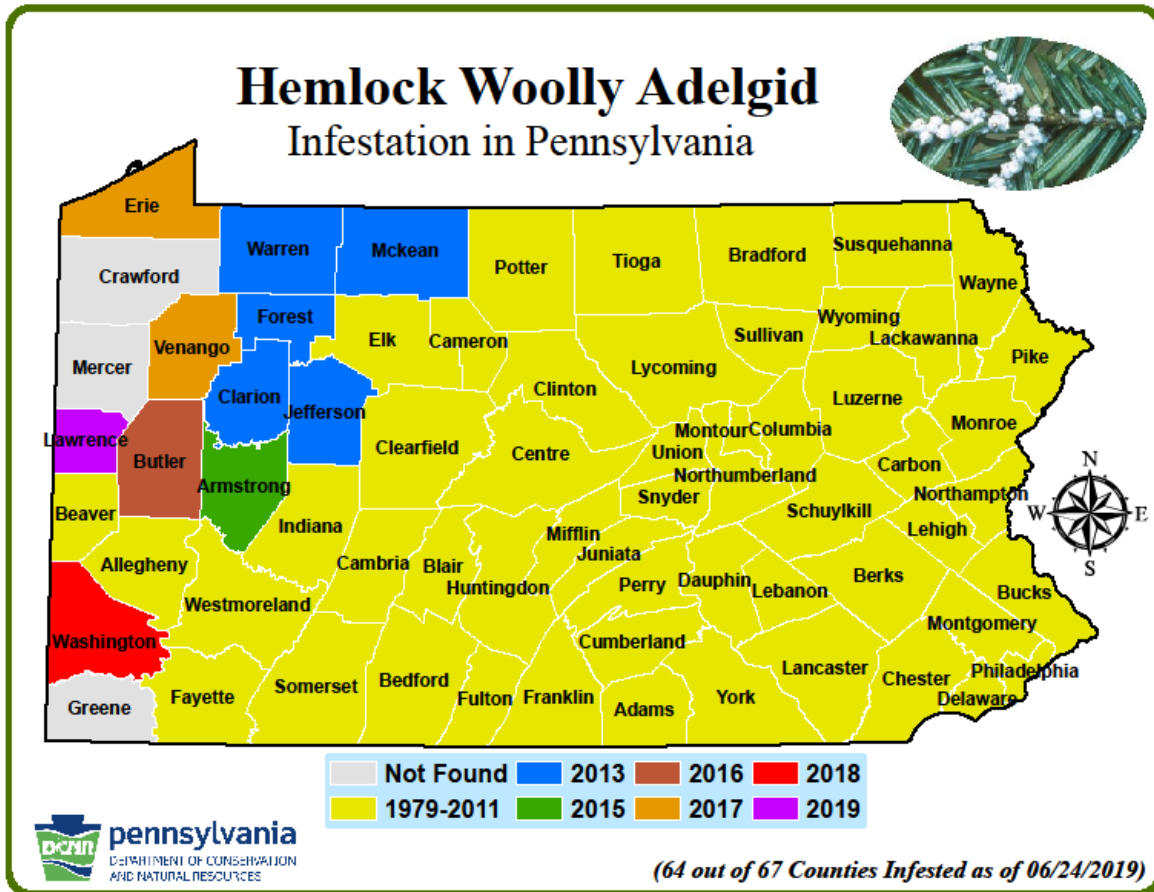 Hemlock Woolly Adelgid
Infestation in Pennsylvania
Erie
Warren
Mckean
Crawford
Potter
Tioga
Bradford
Susquehanna
Wayne
Forest
Venango
Mercer
Elk
Cameron
Sullivan
Wyoming
Lackawanna
Pike
Clarion
Jefferson
Clinton
Lycoming
Luzerne
Monroe
Lawrence
Butler
Armstrong
Clearfield
Centre
Union
Montour
Columbia
Carbon
Northumberland
Snyder
Northampton
Beaver
Indiana
Mifflin
Schuylkill
Lehigh
Allegheny
Cambria
Blair
Huntingdon
Juniata
Perry
Dauphin
Lebanon
Berks
Bucks
Westmoreland
Washington
Cumberland
Montgomery
Greene
Fayette
Somerset
Bedford
Fulton
Franklin
Adams
York
Lancaster
Chester
Philadelphia
Delaware
N
W
E
S
Not Found
2013
2016
2018
1979-2011
2015
2017
2019
DCNR
pennsylvania
DEPARTMENT OF CONSERVATION
AND NATURAL RESOURCES
(64 out of 67 Counties Infested as of 06/24/2019)